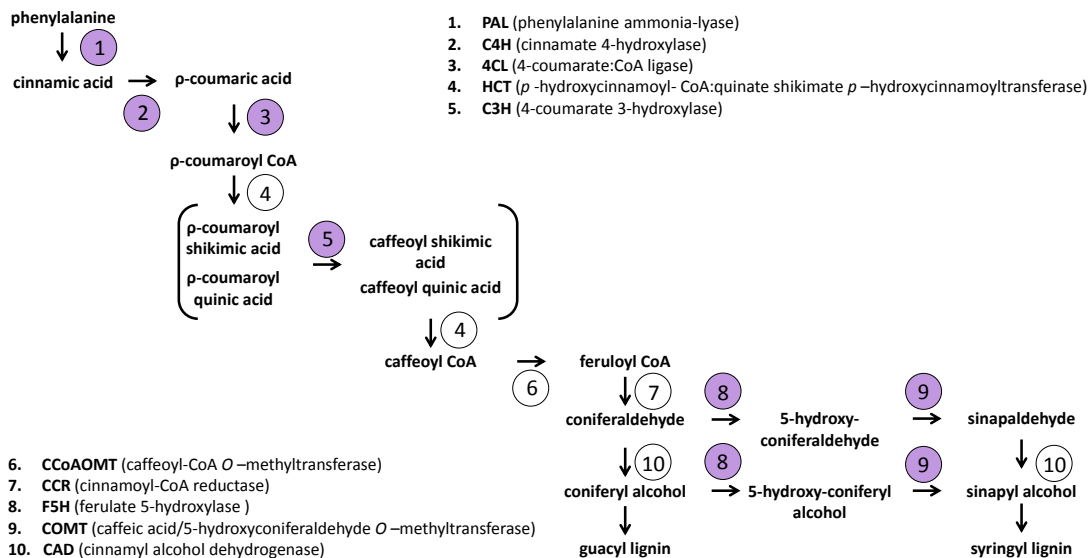 phenylalanine
1
cinnamic acid
2
ρ-coumaric acid
3
ρ-coumaroyl CoA
4
ρ-coumaroyl
shikimic acid
ρ-coumaroyl
quinic acid
5
caffeoyl shikimic
acid
caffeoyl quinic acid
4
caffeoyl CoA
6
feruloyl CoA
7
coniferaldehyde
8
5-hydroxy-
coniferaldehyde
9
sinapaldehyde
10
10
coniferyl alcohol
8
5-hydroxy-coniferyl
alcohol
9
sinapyl alcohol
guacyl lignin
syringyl lignin
1. PAL (phenylalanine ammonia-lyase)
2. C4H (cinnamate 4-hydroxylase)
3. 4CL (4-coumarate:CoA ligase)
4. HCT (p -hydroxycinnamoyl- CoA:quinate shikimate p –hydroxycinnamoyltransferase)
5. C3H (4-coumarate 3-hydroxylase)
6. CCoAOMT (caffeoyl-CoA O –methyltransferase)
7. CCR (cinnamoyl-CoA reductase)
8. F5H (ferulate 5-hydroxylase )
9. COMT (caffeic acid/5-hydroxyconiferaldehyde O –methyltransferase)
10. CAD (cinnamyl alcohol dehydrogenase)